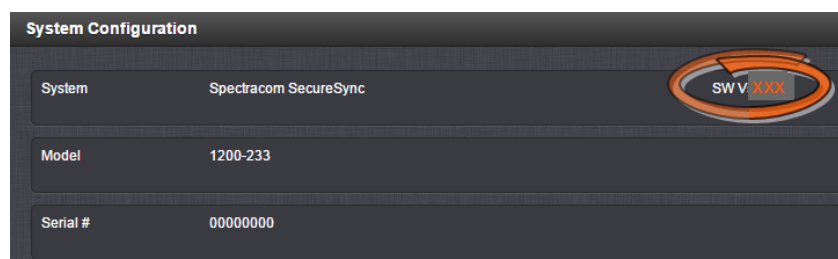 System Configuration
System Spectracom SecureSync SW V XXX
Model 1200-233
Serial # 00000000